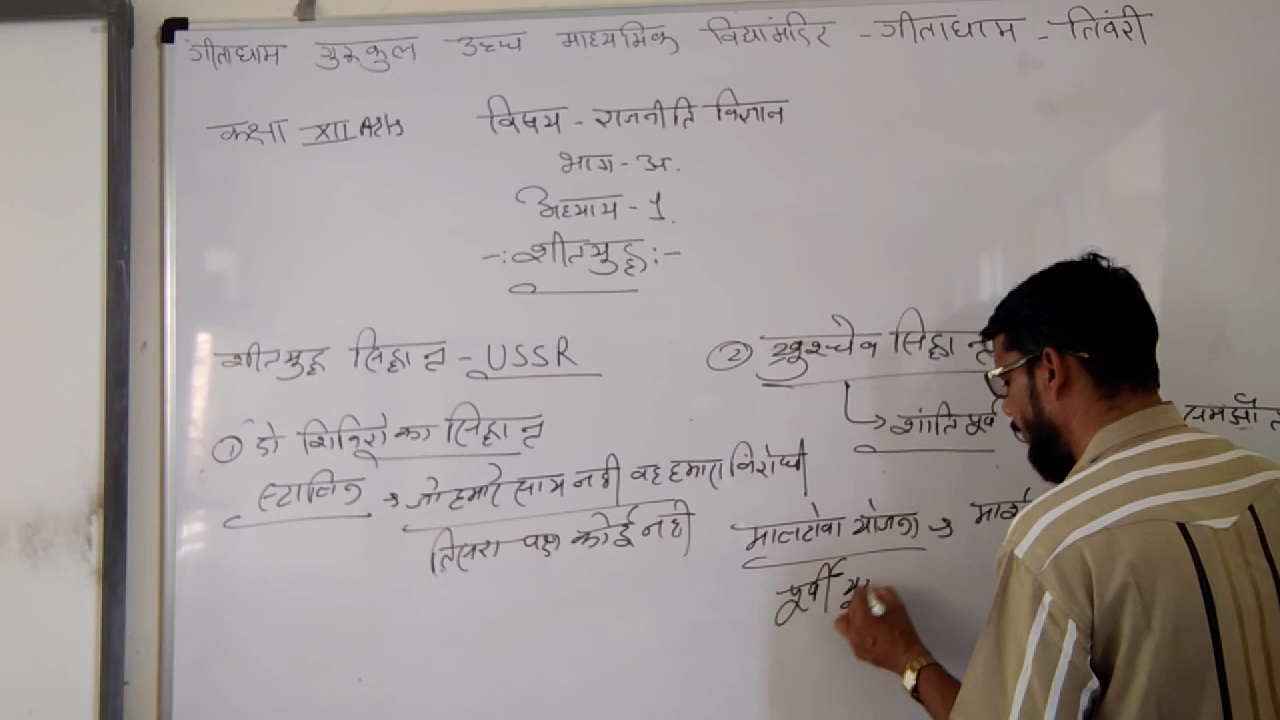 गीताधाम गुरूकुल उच्च माध्यमिक विद्यामंदिर - गीताधाम - तिंवरी
कक्षा XII Arts विषय - राजनीति विज्ञान
भाग - अ.
अध्याय - 1.
-: शीतयुद्ध :-
शीतयुद्ध सिद्धान्त - USSR
① दो शिविरो का सिद्धान्त
स्टालिन → जो हमारे साथ नही वह हमारा विरोधी
तिसरा पक्ष कोई नही
② ख्रुश्चेव सिद्धान्त
→ शांतिपूर्व
मालटोवा योजना →
पूर्वी यू